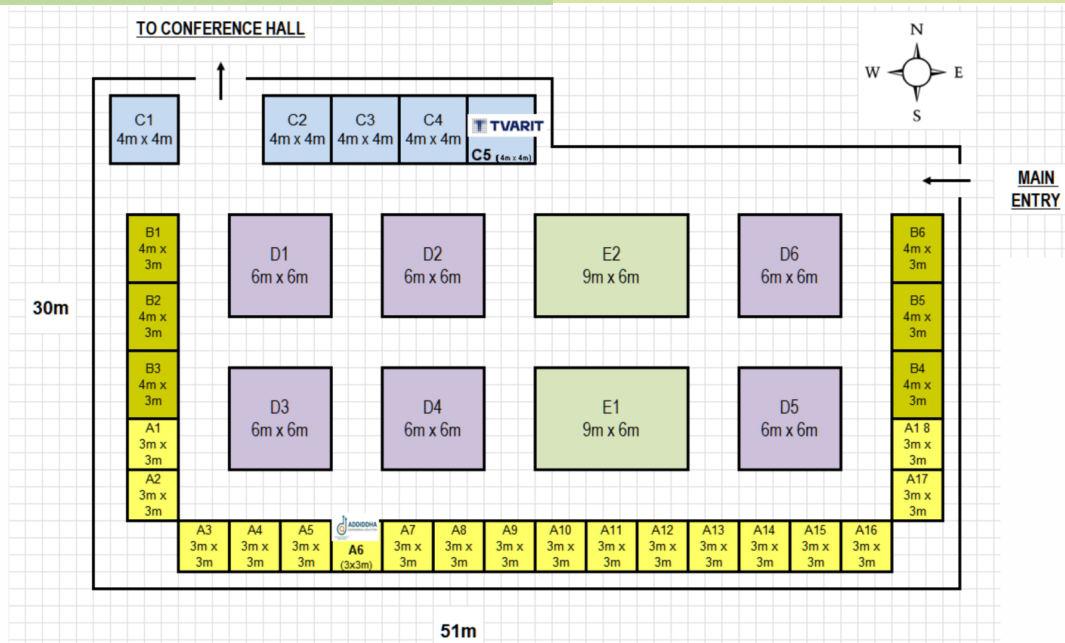 TO CONFERENCE HALL
N
W
E
S
C1
4m x 4m
C2
4m x 4m
C3
4m x 4m
C4
4m x 4m
TVARIT
C5 (4m x 4m)
MAIN
ENTRY
B1
4m x
3m
D1
6m x 6m
D2
6m x 6m
E2
9m x 6m
D6
6m x 6m
B6
4m x
3m
B2
4m x
3m
B5
4m x
3m
30m
B3
4m x
3m
D3
6m x 6m
D4
6m x 6m
E1
9m x 6m
D5
6m x 6m
B4
4m x
3m
A1
3m x
3m
A1 8
3m x
3m
A2
3m x
3m
A17
3m x
3m
A3
3m x
3m
A4
3m x
3m
A5
3m x
3m
ADDIDDHA
A6
(3x3m)
A7
3m x
3m
A8
3m x
3m
A9
3m x
3m
A10
3m x
3m
A11
3m x
3m
A12
3m x
3m
A13
3m x
3m
A14
3m x
3m
A15
3m x
3m
A16
3m x
3m
51m